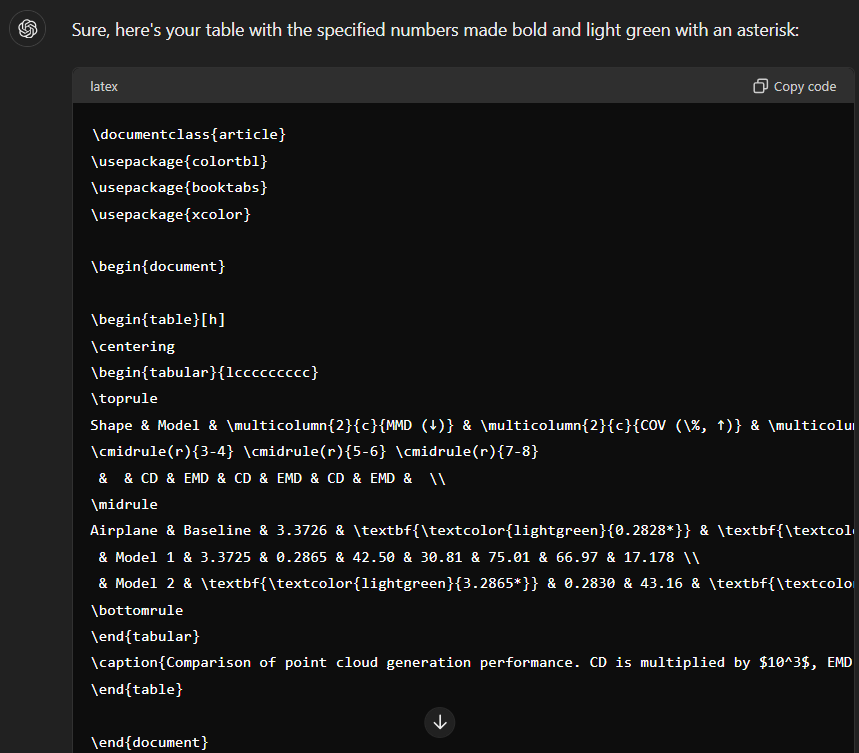 Sure, here's your table with the specified numbers made bold and light green with an asterisk:
latex
Copy code
\documentclass{article}
\usepackage{colortbl}
\usepackage{booktabs}
\usepackage{xcolor}
\begin{document}
\begin{table}[h]
\centering
\begin{tabular}{lccccccccc}
\toprule
Shape & Model & \multicolumn{2}{c}{MMD (↓)} & \multicolumn{2}{c}{COV (\%, ↑)} & \multicolu
\cmidrule(r){3-4} \cmidrule(r){5-6} \cmidrule(r){7-8}
& & CD & EMD & CD & EMD & CD & EMD & \\
\midrule
Airplane & Baseline & 3.3726 & \textbf{\textcolor{lightgreen}{0.2828*}} & \textbf{\textcol
& Model 1 & 3.3725 & 0.2865 & 42.50 & 30.81 & 75.01 & 66.97 & 17.178 \\
& Model 2 & \textbf{\textcolor{lightgreen}{3.2865*}} & 0.2830 & 43.16 & \textbf{\textcolo
\bottomrule
\end{tabular}
\caption{Comparison of point cloud generation performance. CD is multiplied by $10^3$, EMD
\end{table}
\end{document}